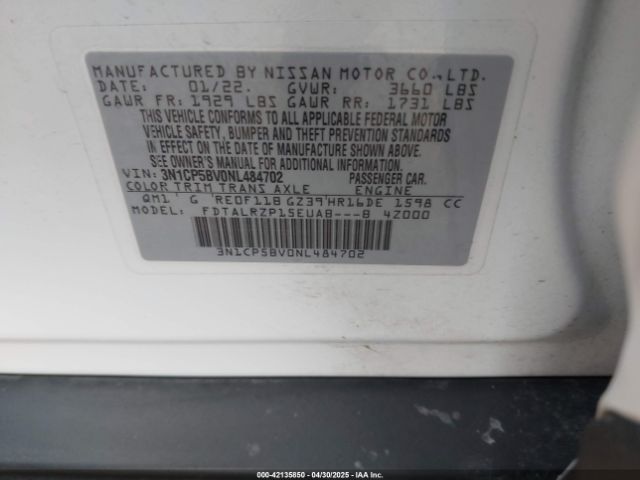 MANUFACTURED BY NISSAN MOTOR CO., LTD.
DATE: 01/22. GVWR: 3660 LBS
GAWR FR: 1929 LBS GAWR RR: 1731 LBS
THIS VEHICLE CONFORMS TO ALL APPLICABLE FEDERAL MOTOR
VEHICLE SAFETY, BUMPER AND THEFT PREVENTION STANDARDS
IN EFFECT ON THE DATE OF MANUFACTURE SHOWN ABOVE.
SEE OWNER'S MANUAL FOR ADDITIONAL INFORMATION
VIN: 3N1CP5BV0NL484702 PASSENGER CAR.
COLOR TRIM TRANS AXLE ENGINE
QM1 G RE0F11B GZ39 HR16DE 1598 CC
FDTALRZP15EUAB---B 4Z000
3N1CP5BV0NL484702
000-42135850 - 04/30/2025 - IAA Inc.